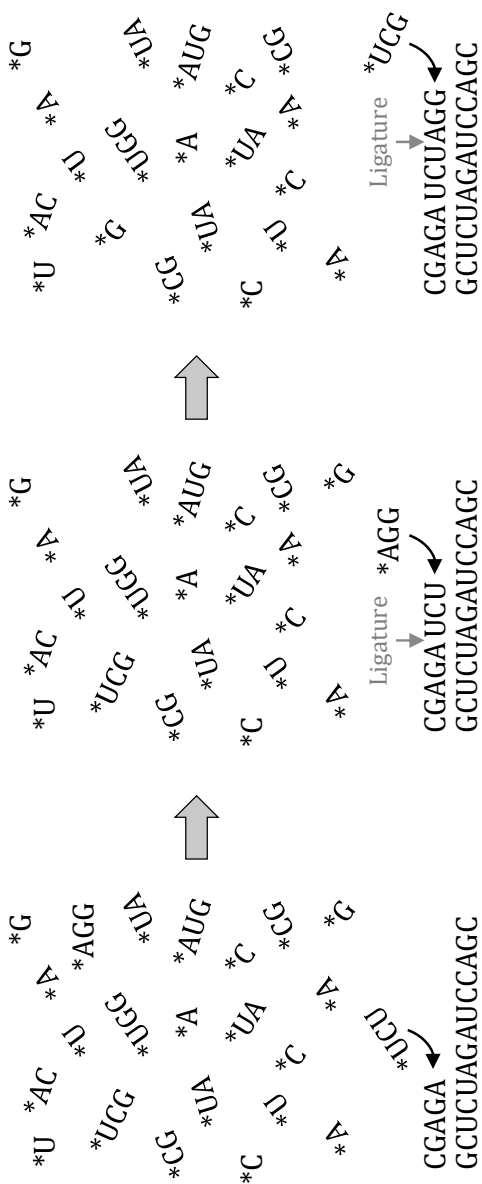 *G
*U *AC *U *A *AGG
*UCG *UGG *UA
*CG *UA *A *AUG
*C *U *C *UA *C *CG
*A *A *G
*UCU
CGAGA
GCUCUAGAUCCAGC
*G
*U *AC *U *A
*UCG *UGG *UA
*CG *UA *A *AUG
*C *U *C *UA *A *C *CG
*A *G
Ligature *AGG
CGAGA UCU
GCUCUAGAUCCAGC
*G
*U *AC *U *A
*G *UGG *UA
*CG *UA *A *AUG
*C *U *C *UA *A *C *CG
*A
Ligature *UCG
CGAGA UCUAGG
GCUCUAGAUCCAGC